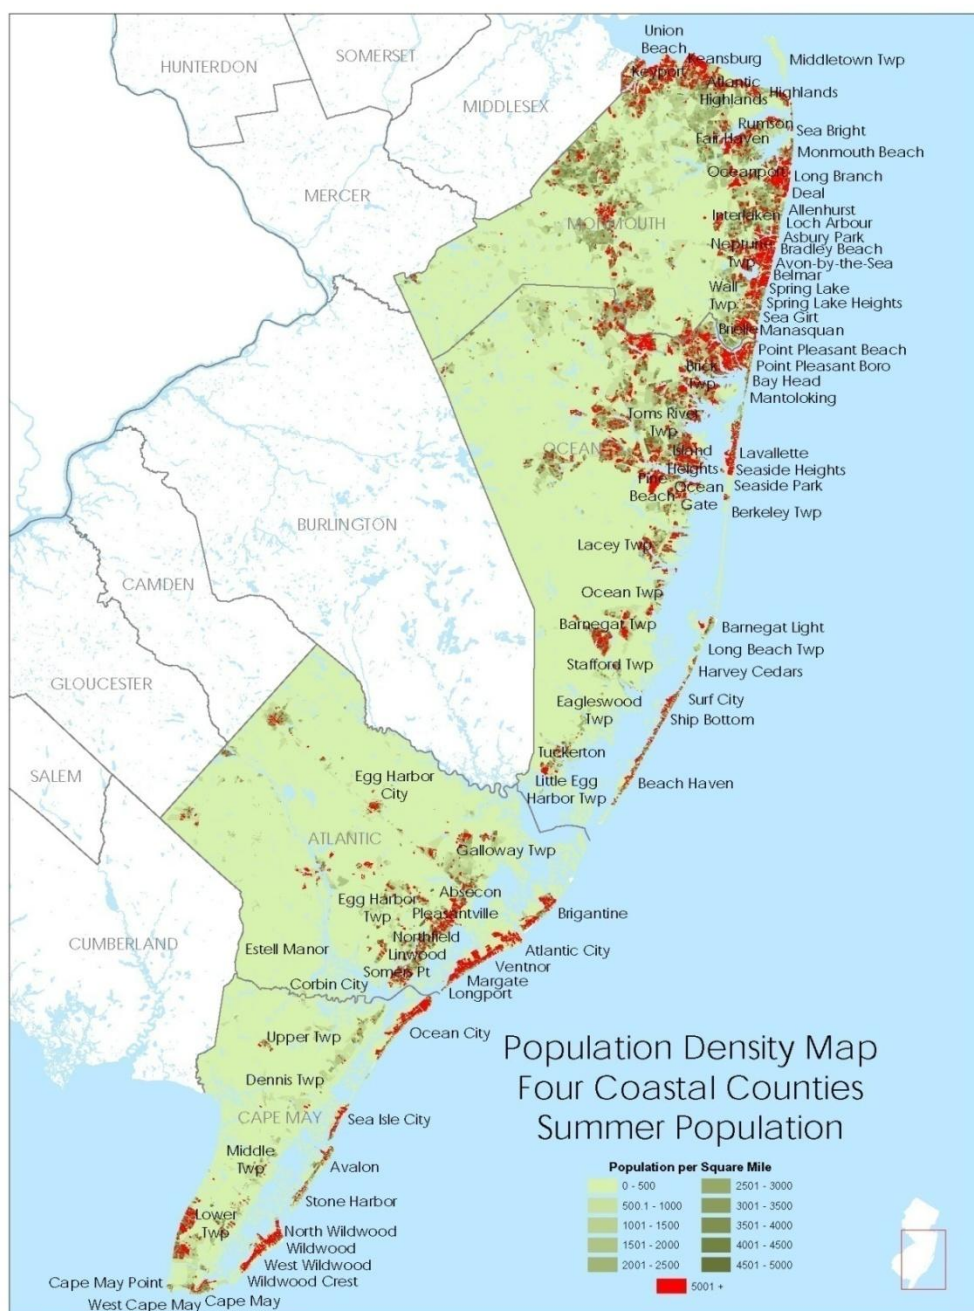 Union
Beach
SOMERSET
HUNTERDON
Keansburg
Middletown Twp
Keyport
Atlantic
Highlands
Highlands
MIDDLESEX
Rumson
Sea Bright
Fair Haven
Monmouth Beach
Oceanport
Long Branch
MERCER
Deal
Allenhurst
Interlaken
Loch Arbour
MONMOUTH
Asbury Park
Neptune
Twp
Bradley Beach
Avon-by-the-Sea
Belmar
Wall
Twp
Spring Lake
Spring Lake Heights
Sea Girt
Brielle
Manasquan
Point Pleasant Beach
Brick
Twp
Point Pleasant Boro
Bay Head
Mantoloking
Toms River
Twp
OCEAN
Island
Heights
Lavallette
Seaside Heights
Pine
Beach
Ocean
Gate
Seaside Park
Berkeley Twp
BURLINGTON
Lacey Twp
CAMDEN
Ocean Twp
Barnegat Twp
Barnegat Light
Long Beach Twp
Stafford Twp
Harvey Cedars
GLOUCESTER
Eagleswood
Twp
Surf City
Ship Bottom
Tuckerton
SALEM
Egg Harbor
City
Little Egg
Harbor Twp
Beach Haven
ATLANTIC
Galloway Twp
Absecon
Egg Harbor
Twp
Pleasantville
Brigantine
CUMBERLAND
Northfield
Estell Manor
Linwood
Atlantic City
Somers Pt
Ventnor
Corbin City
Margate
Longport
Upper Twp
Ocean City
Dennis Twp
CAPE MAY
Sea Isle City
Middle
Twp
Avalon
Stone Harbor
Lower
Twp
North Wildwood
Wildwood
West Wildwood
Cape May Point
Wildwood Crest
West Cape May
Cape May
Population Density Map
Four Coastal Counties
Summer Population
Population per Square Mile
0 - 500
500.1 - 1000
1001 - 1500
1501 - 2000
2001 - 2500
2501 - 3000
3001 - 3500
3501 - 4000
4001 - 4500
4501 - 5000
5001 +